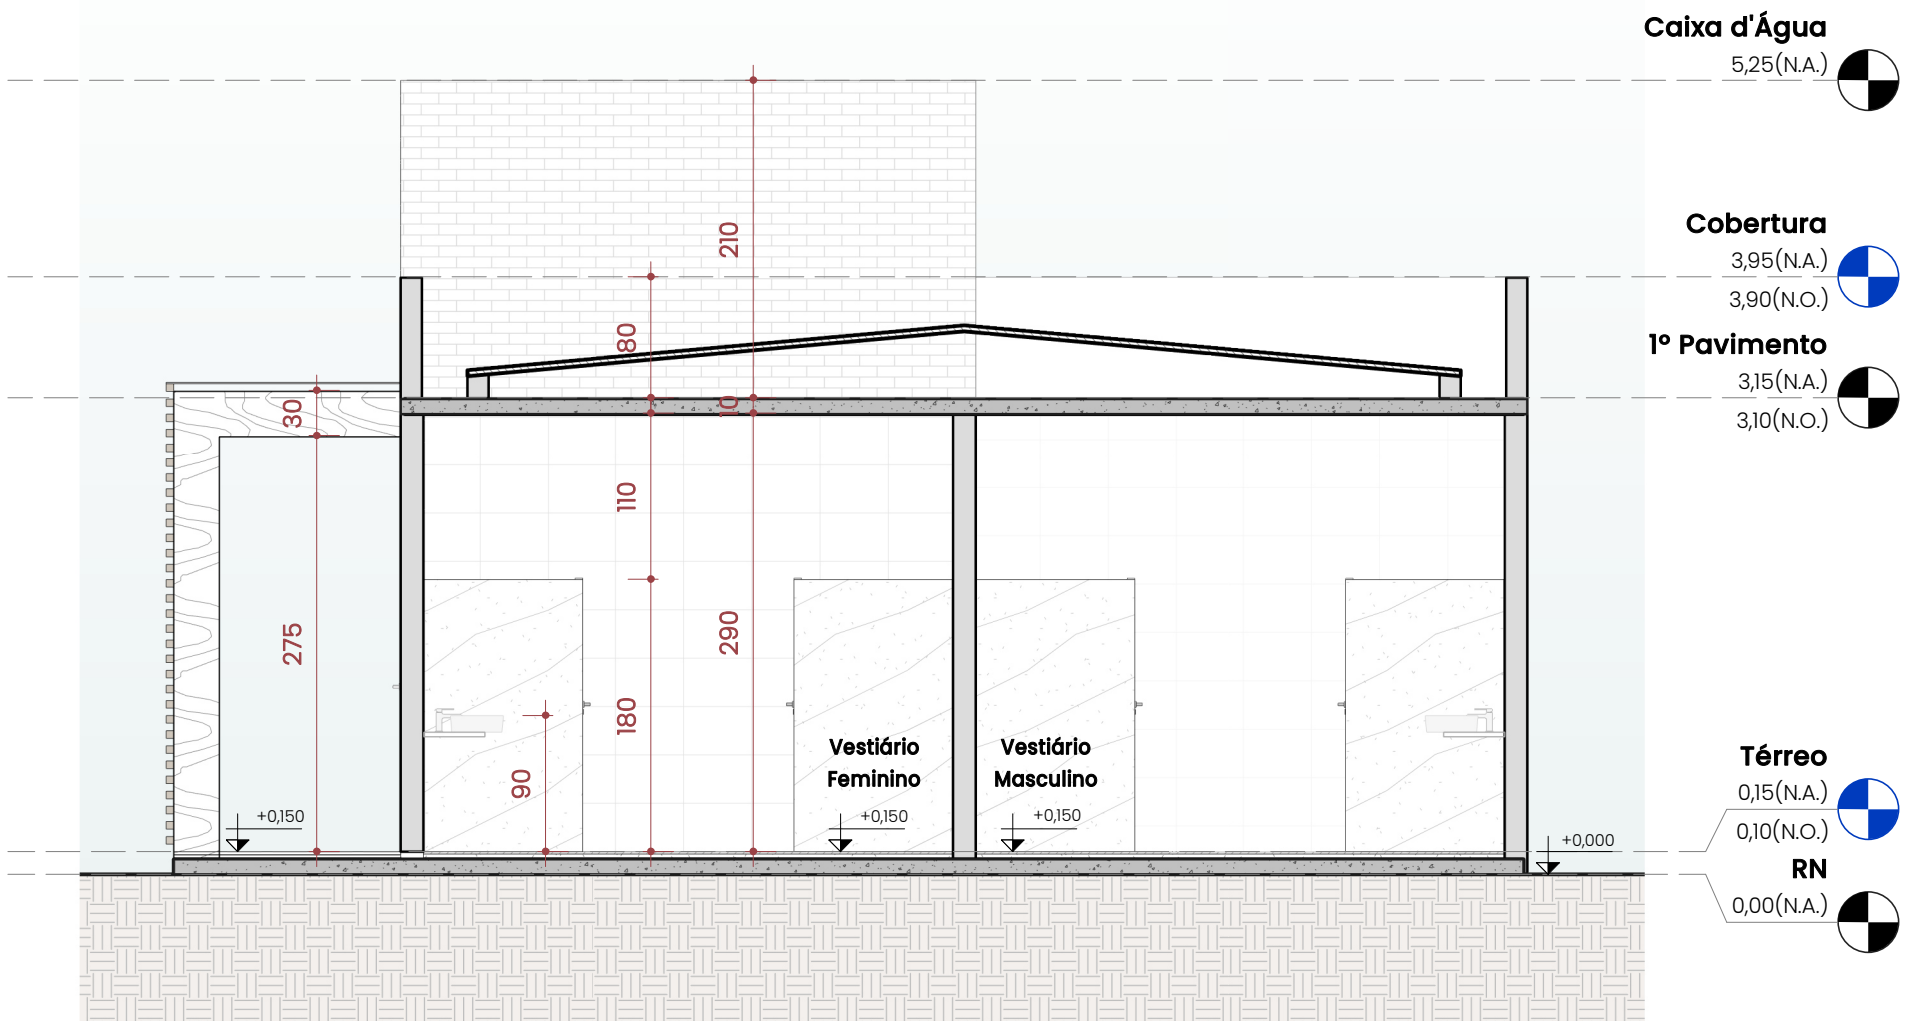 Caixa d'Água
5,25(N.A.)
210
Cobertura
3,95(N.A.)
3,90(N.O.)
80
1º Pavimento
3,15(N.A.)
3,10(N.O.)
30
10
110
275
290
180
90
Vestiário
Feminino
Vestiário
Masculino
Térreo
0,15(N.A.)
0,10(N.O.)
+0,150
+0,150
+0,150
+0,000
RN
0,00(N.A.)